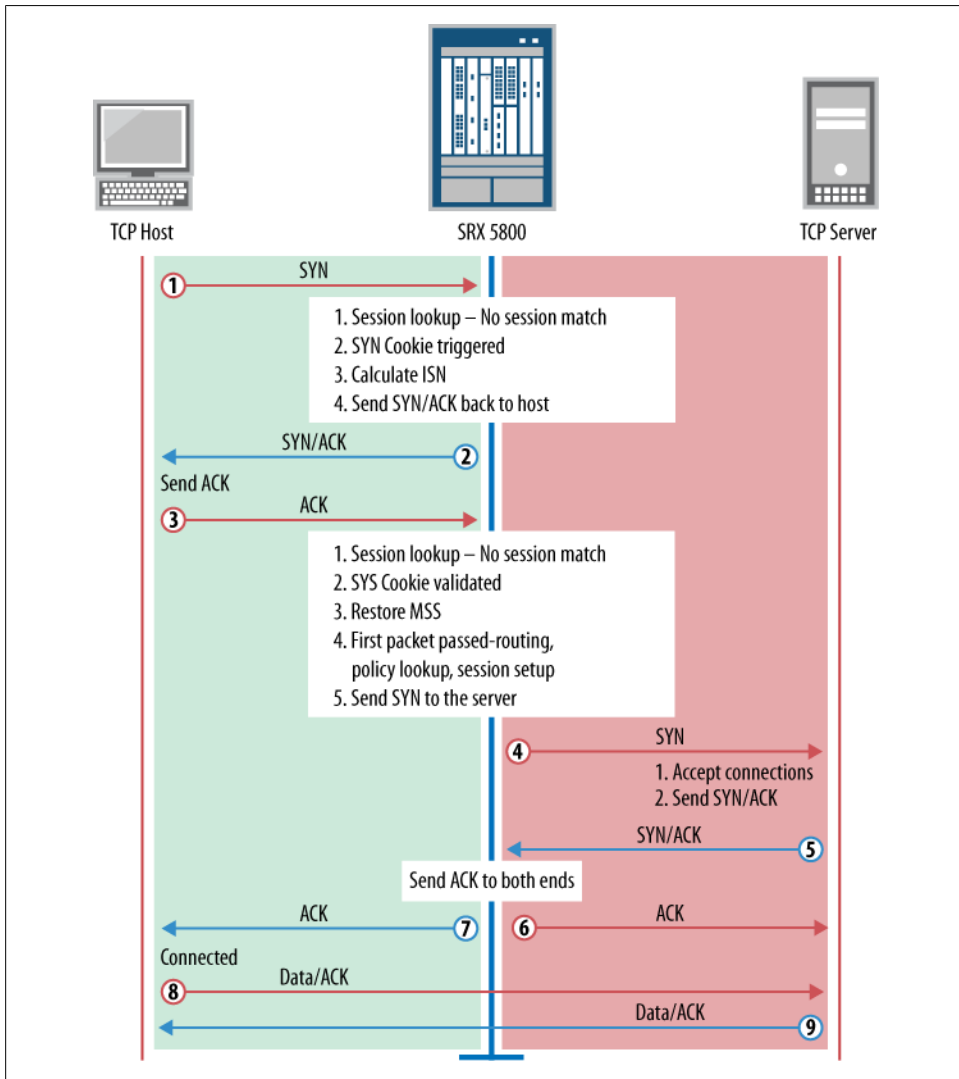 TCP Host
SRX 5800
TCP Server
SYN
1
1. Session lookup – No session match
2. SYN Cookie triggered
3. Calculate ISN
4. Send SYN/ACK back to host
SYN/ACK
2
Send ACK
ACK
3
1. Session lookup – No session match
2. SYS Cookie validated
3. Restore MSS
4. First packet passed-routing,
policy lookup, session setup
5. Send SYN to the server
SYN
4
1. Accept connections
2. Send SYN/ACK
SYN/ACK
5
Send ACK to both ends
ACK
7
ACK
6
Connected
Data/ACK
8
Data/ACK
9